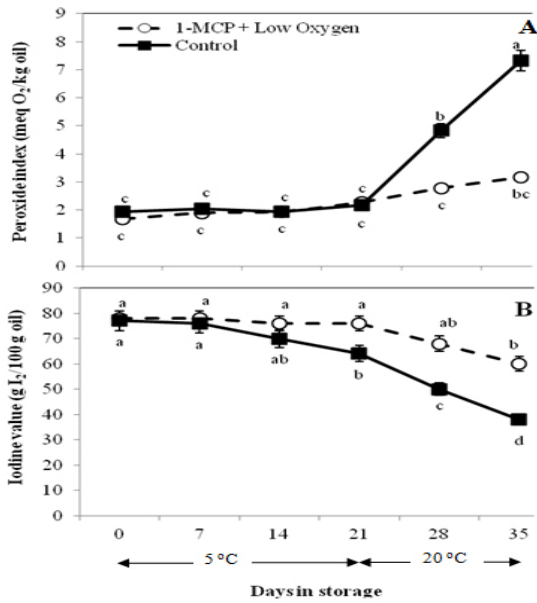 1-MCP + Low Oxygen
Control
A
Peroxideindex (meq O₂/kg oil)
9
8
7
6
5
4
3
2
1
0
c c c c b a
c c c c c bc
B
Iodine value (g I₂/100 g oil)
90
80
70
60
50
40
30
20
10
0
a a a a ab b
a a ab b c d
0 7 14 21 28 35
5 °C 20 °C
Days in storage